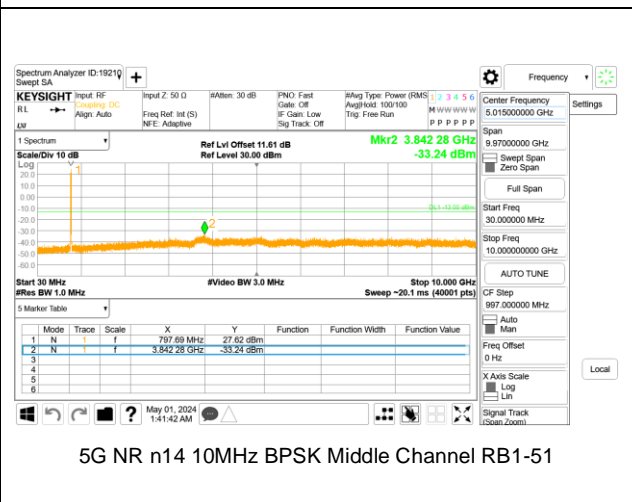 Spectrum Analyzer ID:19210
Swept SA
+
Frequency
Settings
KEYSIGHT
RL
Input: RF
Coupling: DC
Align: Auto
Input Z: 50 Ω
Freq Ref: Int (S)
NFE: Adaptive
#Atten: 30 dB
PNO: Fast
Gate: Off
IF Gain: Low
Sig Track: Off
#Avg Type: Power (RMS
Avg|Hold: 100/100
Trig: Free Run
1 2 3 4 5 6
M W W W W W
P P P P P P
1 Spectrum
Scale/Div 10 dB
Log
Ref Lvl Offset 11.61 dB
Ref Level 30.00 dBm
Mkr2 3.842 28 GHz
-33.24 dBm
20.0
10.0
0.00
-10.0
-20.0
-30.0
-40.0
-50.0
-60.0
1
2
Start 30 MHz
#Res BW 1.0 MHz
#Video BW 3.0 MHz
Stop 10.000 GHz
Sweep ~20.1 ms (40001 pts)
5 Marker Table
Mode Trace Scale X Y Function Function Width Function Value
1 N 1 f 797.69 MHz 27.62 dBm
2 N 1 f 3.842 28 GHz -33.24 dBm
3
4
5
6
May 01, 2024
1:41:42 AM
Center Frequency
5.015000000 GHz
Span
9.97000000 GHz
Swept Span
Zero Span
Full Span
Start Freq
30.000000 MHz
Stop Freq
10.000000000 GHz
AUTO TUNE
CF Step
997.000000 MHz
Auto
Man
Freq Offset
0 Hz
X Axis Scale
Log
Lin
Signal Track
(Span Zoom)
Local
5G NR n14 10MHz BPSK Middle Channel RB1-51